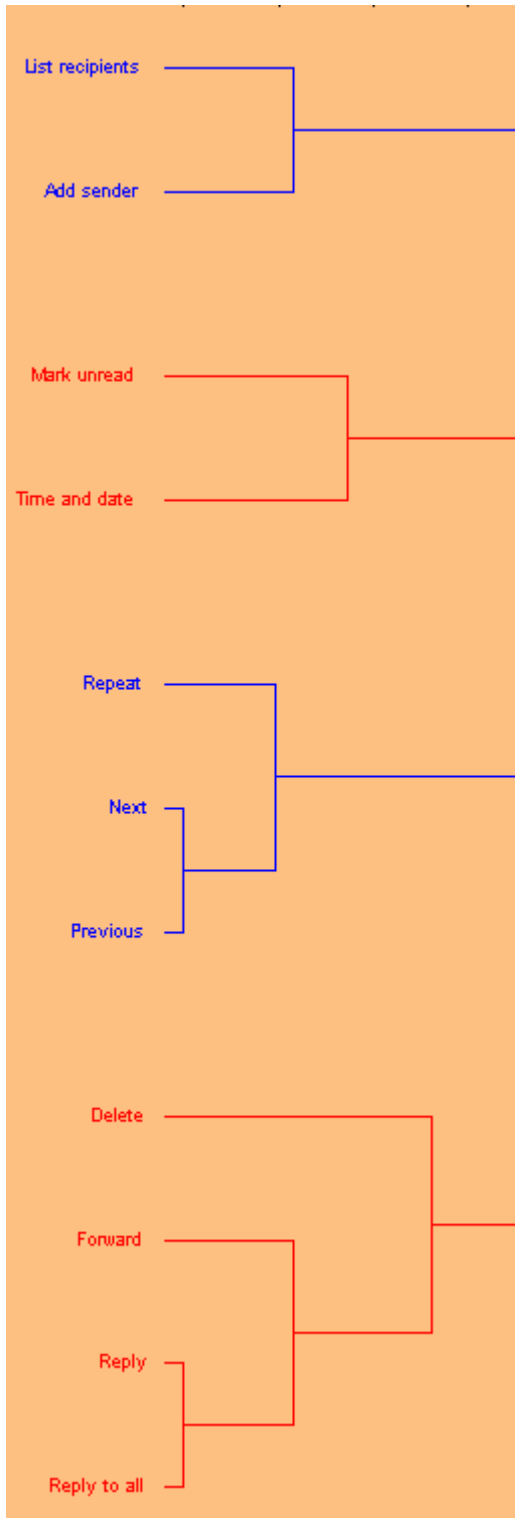 List recipients
Add sender
Mark unread
Time and date
Repeat
Next
Previous
Delete
Forward
Reply
Reply to all